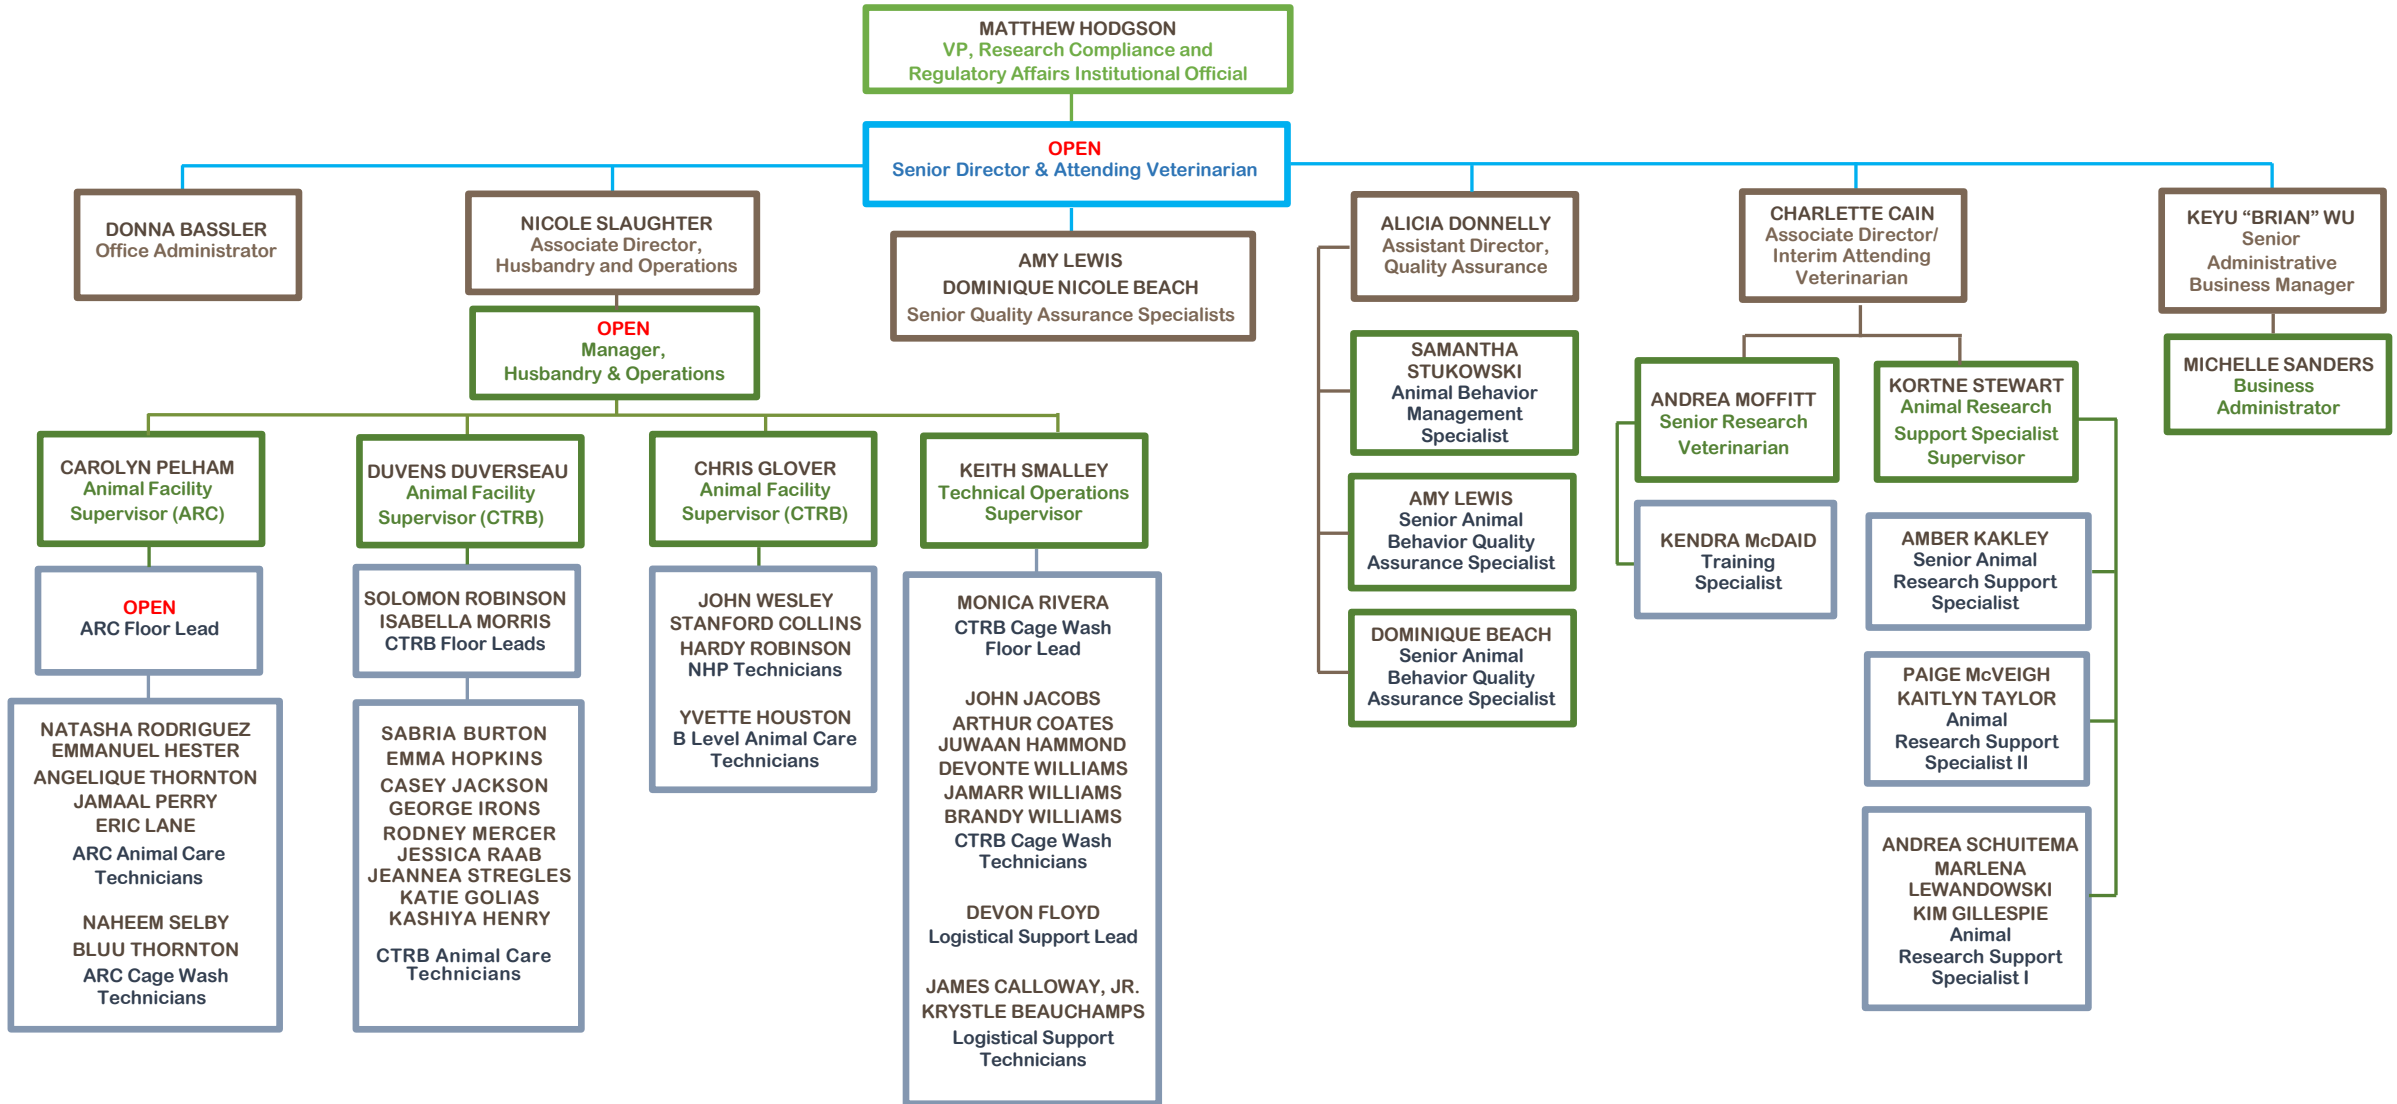 MATTHEW HODGSON
VP, Research Compliance and
Regulatory Affairs Institutional Official
OPEN
Senior Director & Attending Veterinarian
DONNA BASSLER
Office Administrator
NICOLE SLAUGHTER
Associate Director,
Husbandry and Operations
AMY LEWIS
DOMINIQUE NICOLE BEACH
Senior Quality Assurance Specialists
ALICIA DONNELLY
Assistant Director,
Quality Assurance
CHARLETTE CAIN
Associate Director/
Interim Attending
Veterinarian
KEYU “BRIAN” WU
Senior
Administrative
Business Manager
OPEN
Manager,
Husbandry & Operations
SAMANTHA
STUKOWSKI
Animal Behavior
Management
Specialist
ANDREA MOFFITT
Senior Research
Veterinarian
KORTNE STEWART
Animal Research
Support Specialist
Supervisor
MICHELLE SANDERS
Business
Administrator
CAROLYN PELHAM
Animal Facility
Supervisor (ARC)
DUVENS DUVERSEAU
Animal Facility
Supervisor (CTRB)
CHRIS GLOVER
Animal Facility
Supervisor (CTRB)
KEITH SMALLEY
Technical Operations
Supervisor
AMY LEWIS
Senior Animal
Behavior Quality
Assurance Specialist
KENDRA McDAID
Training
Specialist
AMBER KAKLEY
Senior Animal
Research Support
Specialist
OPEN
ARC Floor Lead
SOLOMON ROBINSON
ISABELLA MORRIS
CTRB Floor Leads
JOHN WESLEY
STANFORD COLLINS
HARDY ROBINSON
NHP Technicians
YVETTE HOUSTON
B Level Animal Care
Technicians
MONICA RIVERA
CTRB Cage Wash
Floor Lead
JOHN JACOBS
ARTHUR COATES
JUWAAN HAMMOND
DEVONTE WILLIAMS
JAMARR WILLIAMS
BRANDY WILLIAMS
CTRB Cage Wash
Technicians
DEVON FLOYD
Logistical Support Lead
JAMES CALLOWAY, JR.
KRYSTLE BEAUCHAMPS
Logistical Support
Technicians
DOMINIQUE BEACH
Senior Animal
Behavior Quality
Assurance Specialist
PAIGE McVEIGH
KAITLYN TAYLOR
Animal
Research Support
Specialist II
NATASHA RODRIGUEZ
EMMANUEL HESTER
ANGELIQUE THORNTON
JAMAAL PERRY
ERIC LANE
ARC Animal Care
Technicians
NAHEEM SELBY
BLUU THORNTON
ARC Cage Wash
Technicians
SABRIA BURTON
EMMA HOPKINS
CASEY JACKSON
GEORGE IRONS
RODNEY MERCER
JESSICA RAAB
JEANNEA STREGLES
KATIE GOLIAS
KASHIYA HENRY
CTRB Animal Care
Technicians
ANDREA SCHUITEMA
MARLENA
LEWANDOWSKI
KIM GILLESPIE
Animal
Research Support
Specialist I